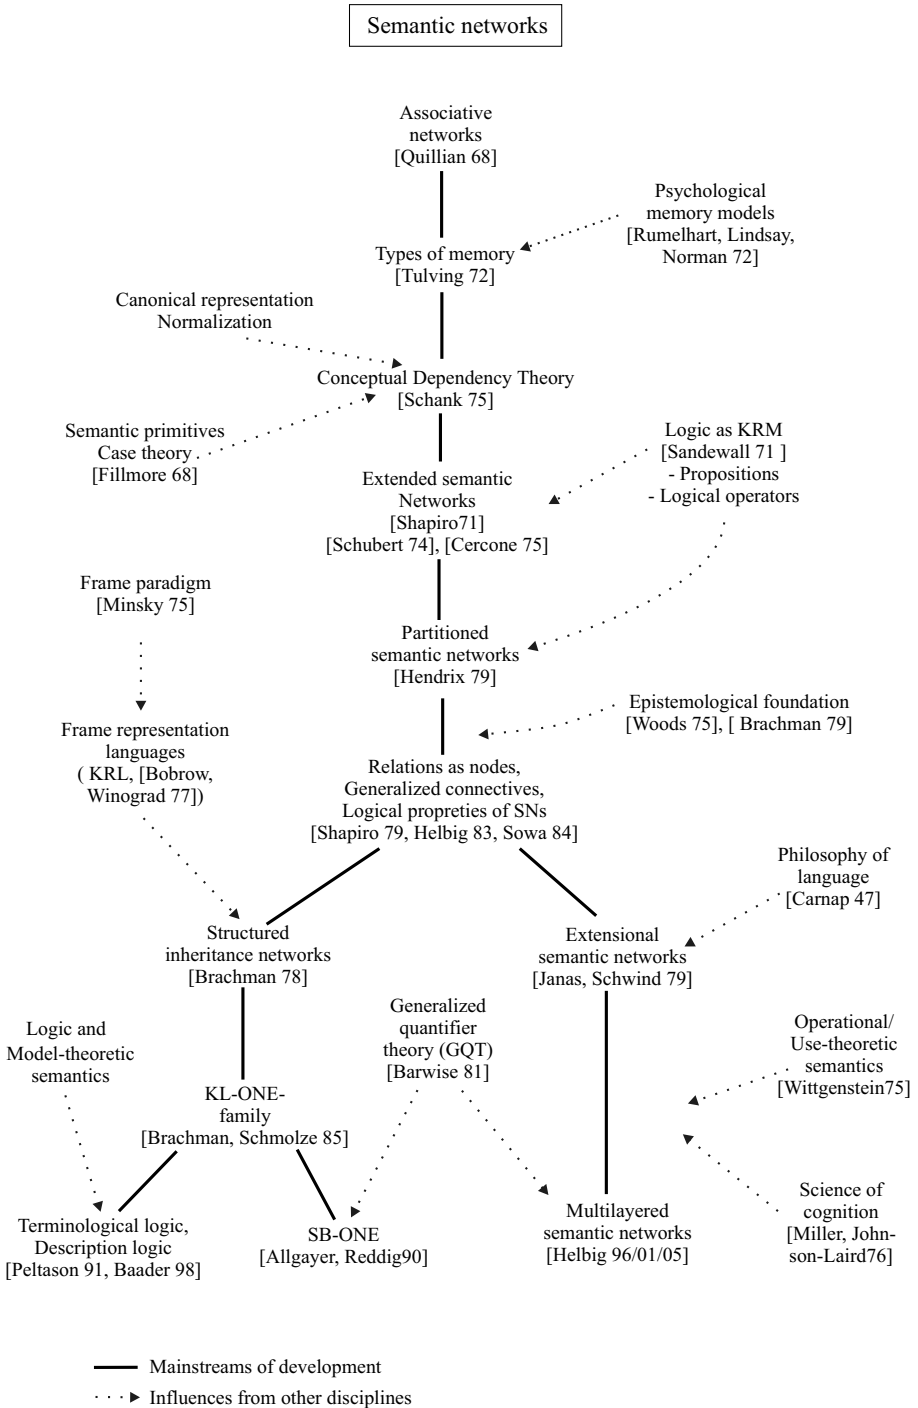 Semantic networks
Associative
networks
[Quillian 68]
Psychological
memory models
[Rumelhart, Lindsay,
Norman 72]
Types of memory
[Tulving 72]
Canonical representation
Normalization
Conceptual Dependency Theory
[Schank 75]
Semantic primitives
Case theory
[Fillmore 68]
Logic as KRM
[Sandewall 71 ]
- Propositions
- Logical operators
Extended semantic
Networks
[Shapiro71]
[Schubert 74], [Cercone 75]
Frame paradigm
[Minsky 75]
Partitioned
semantic networks
[Hendrix 79]
Epistemological foundation
[Woods 75], [ Brachman 79]
Frame representation
languages
( KRL, [Bobrow,
Winograd 77])
Relations as nodes,
Generalized connectives,
Logical propreties of SNs
[Shapiro 79, Helbig 83, Sowa 84]
Philosophy of
language
[Carnap 47]
Structured
inheritance networks
[Brachman 78]
Extensional
semantic networks
[Janas, Schwind 79]
Generalized
quantifier
theory (GQT)
[Barwise 81]
Logic and
Model-theoretic
semantics
Operational/
Use-theoretic
semantics
[Wittgenstein75]
KL-ONE-
family
[Brachman, Schmolze 85]
Science of
cognition
[Miller, John-
son-Laird76]
Terminological logic,
Description logic
[Peltason 91, Baader 98]
SB-ONE
[Allgayer, Reddig90]
Multilayered
semantic networks
[Helbig 96/01/05]
Mainstreams of development
Influences from other disciplines